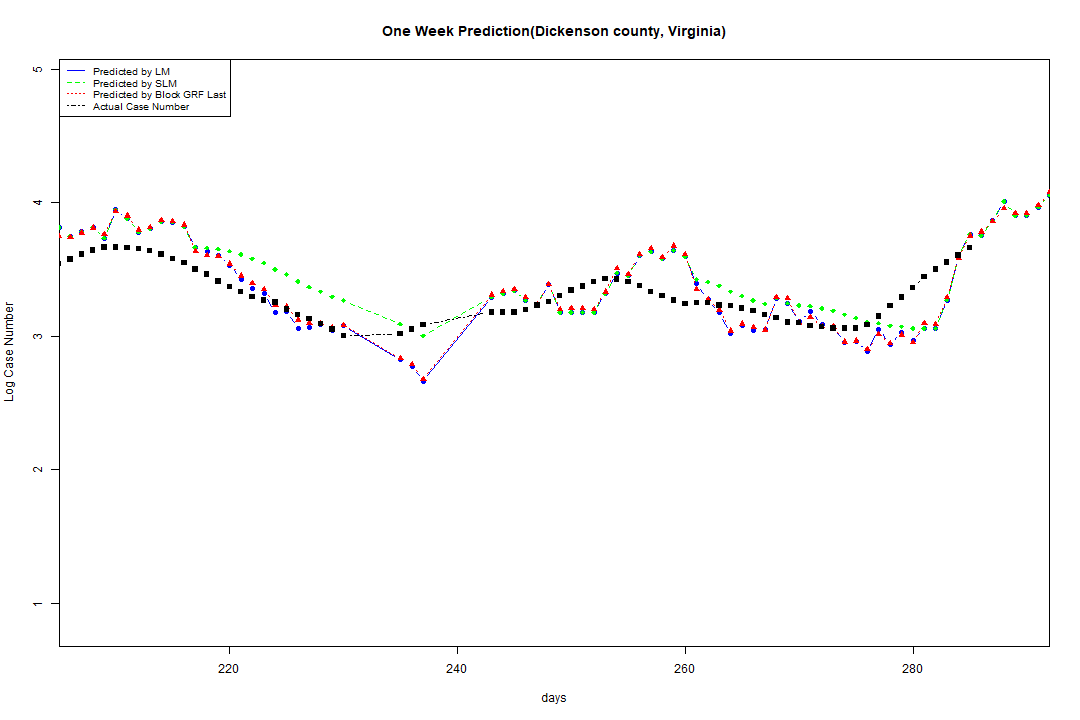 One Week Prediction(Dickenson county, Virginia)
Predicted by LM
Predicted by SLM
Predicted by Block GRF Last
Actual Case Number
5
4
3
2
1
Log Case Number
220
240
260
280
days